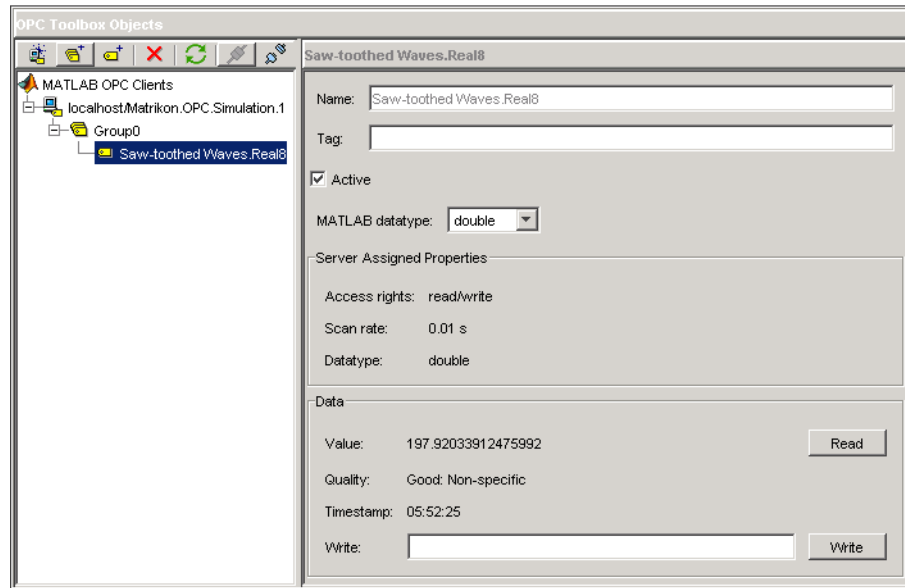 OPC Toolbox Objects
MATLAB OPC Clients
localhost/Matrikon.OPC.Simulation.1
Group0
Saw-toothed Waves.Real8
Saw-toothed Waves.Real8
Name: Saw-toothed Waves.Real8
Tag:
Active
MATLAB datatype: double
Server Assigned Properties
Access rights: read/write
Scan rate: 0.01 s
Datatype: double
Data
Value: 197.92033912475992 Read
Quality: Good: Non-specific
Timestamp: 05:52:25
Write: Write